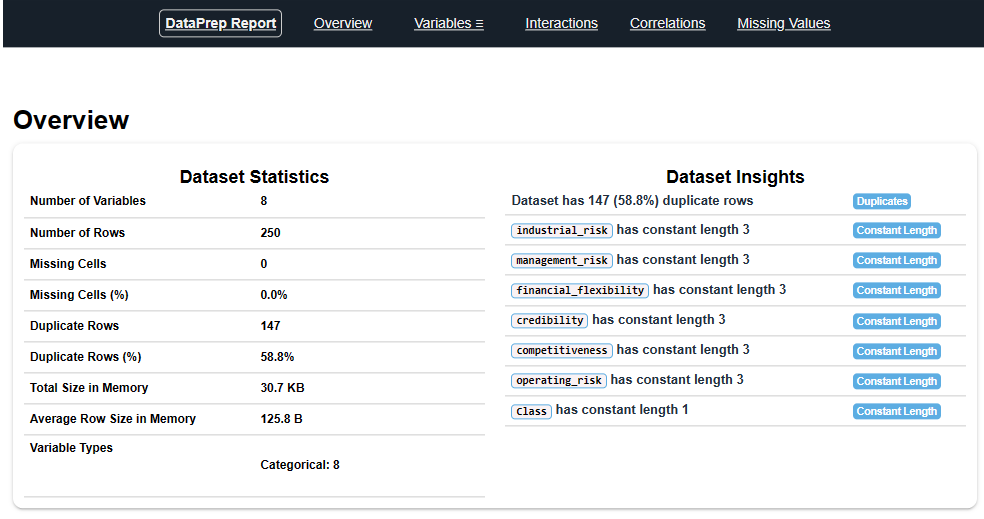 DataPrep Report Overview Variables ≡ Interactions Correlations Missing Values
Overview
Dataset Statistics
Number of Variables 8
Number of Rows 250
Missing Cells 0
Missing Cells (%) 0.0%
Duplicate Rows 147
Duplicate Rows (%) 58.8%
Total Size in Memory 30.7 KB
Average Row Size in Memory 125.8 B
Variable Types
Categorical: 8
Dataset Insights
Dataset has 147 (58.8%) duplicate rows Duplicates
industrial_risk has constant length 3 Constant Length
management_risk has constant length 3 Constant Length
financial_flexibility has constant length 3 Constant Length
credibility has constant length 3 Constant Length
competitiveness has constant length 3 Constant Length
operating_risk has constant length 3 Constant Length
Class has constant length 1 Constant Length